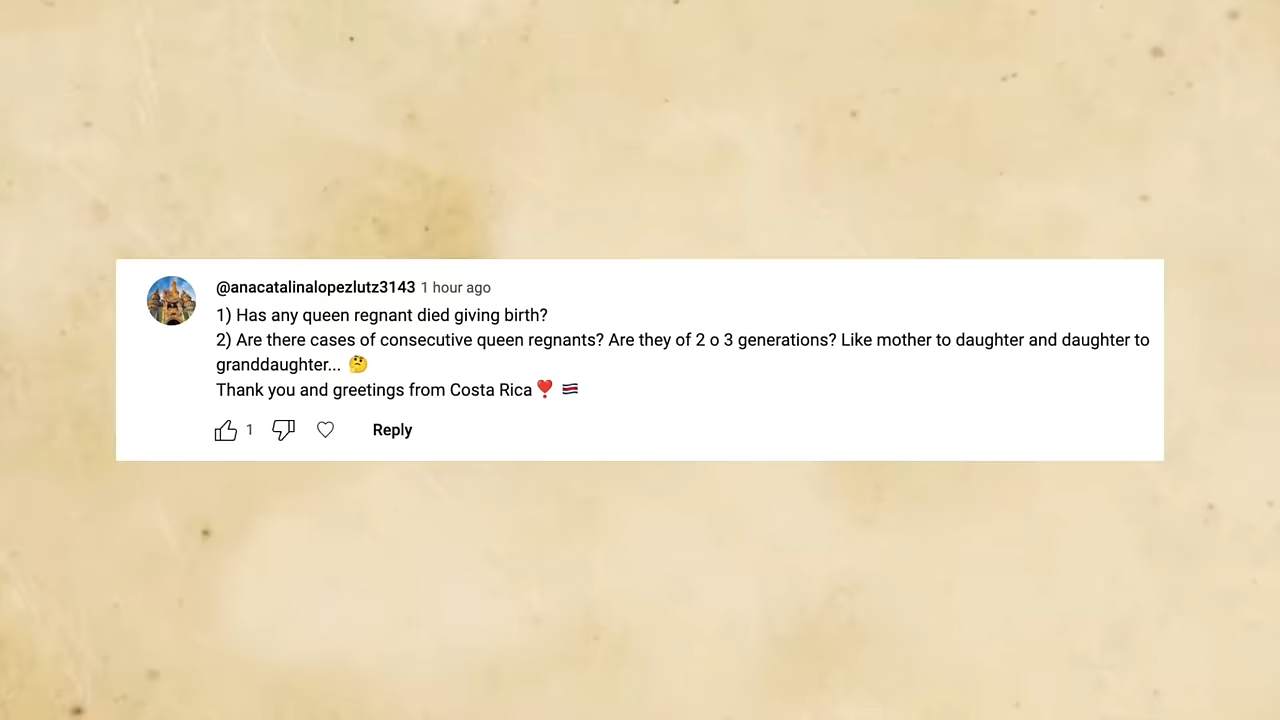 @anacatalinalopezlutz3143 1 hour ago
1) Has any queen regnant died giving birth?
2) Are there cases of consecutive queen regnants? Are they of 2 o 3 generations? Like mother to daughter and daughter to
granddaughter... 🤔
Thank you and greetings from Costa Rica❣️ 🇨🇷
1 Reply